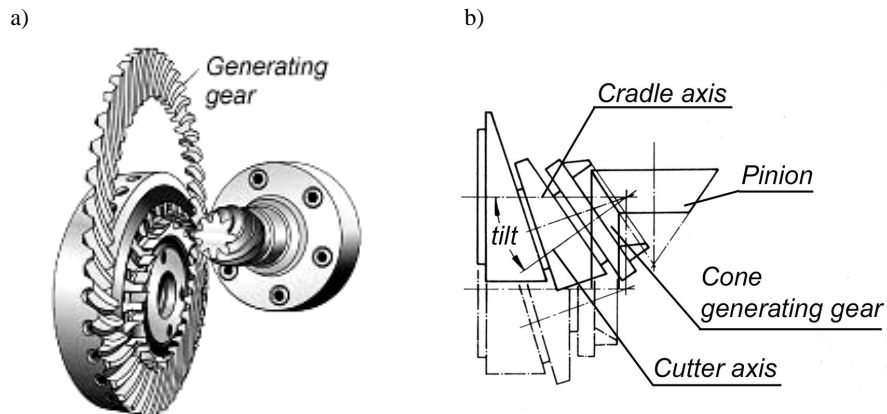 a)
Generating
gear
b)
Cradle axis
Pinion
tilt
Cone
generating gear
Cutter axis